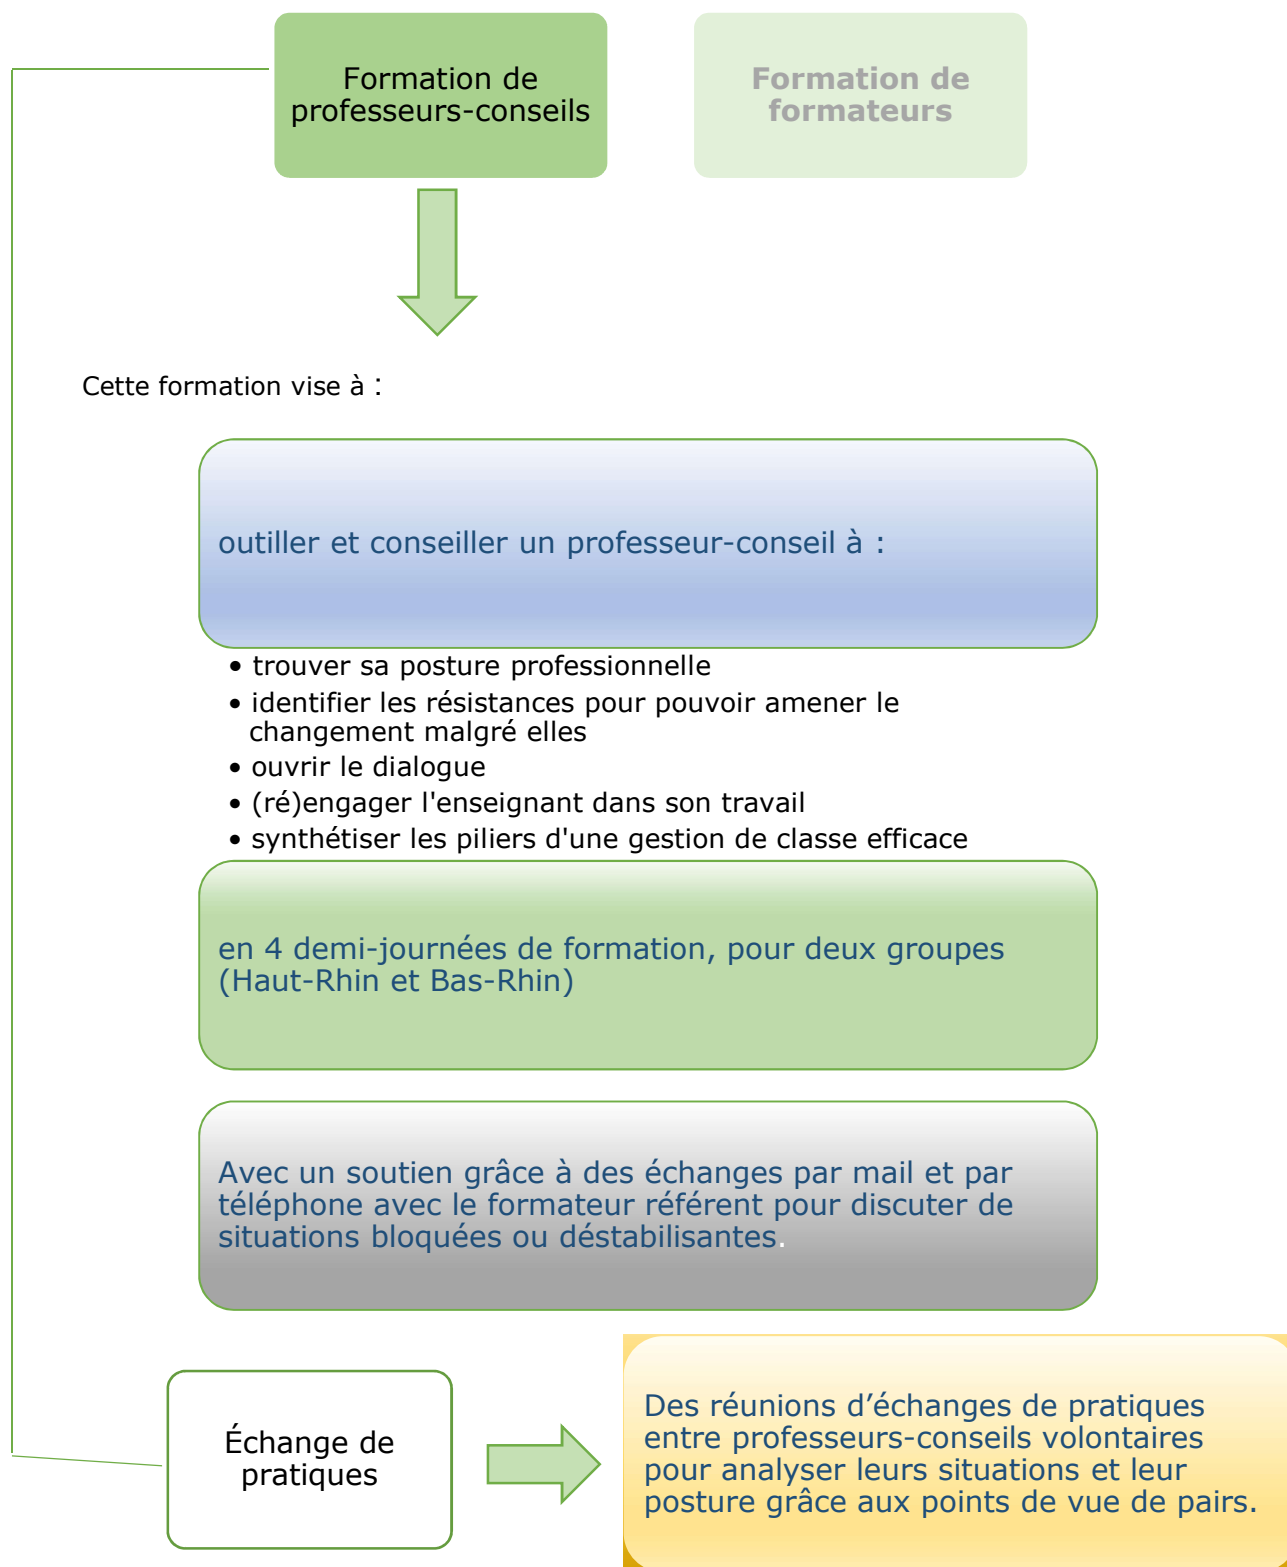 Formation de
professeurs-conseils
Formation de
formateurs
Cette formation vise à :
outiller et conseiller un professeur-conseil à :
• trouver sa posture professionnelle
• identifier les résistances pour pouvoir amener le
changement malgré elles
• ouvrir le dialogue
• (ré)engager l'enseignant dans son travail
• synthétiser les piliers d'une gestion de classe efficace
en 4 demi-journées de formation, pour deux groupes
(Haut-Rhin et Bas-Rhin)
Avec un soutien grâce à des échanges par mail et par
téléphone avec le formateur référent pour discuter de
situations bloquées ou déstabilisantes.
Échange de
pratiques
Des réunions d’échanges de pratiques
entre professeurs-conseils volontaires
pour analyser leurs situations et leur
posture grâce aux points de vue de pairs.